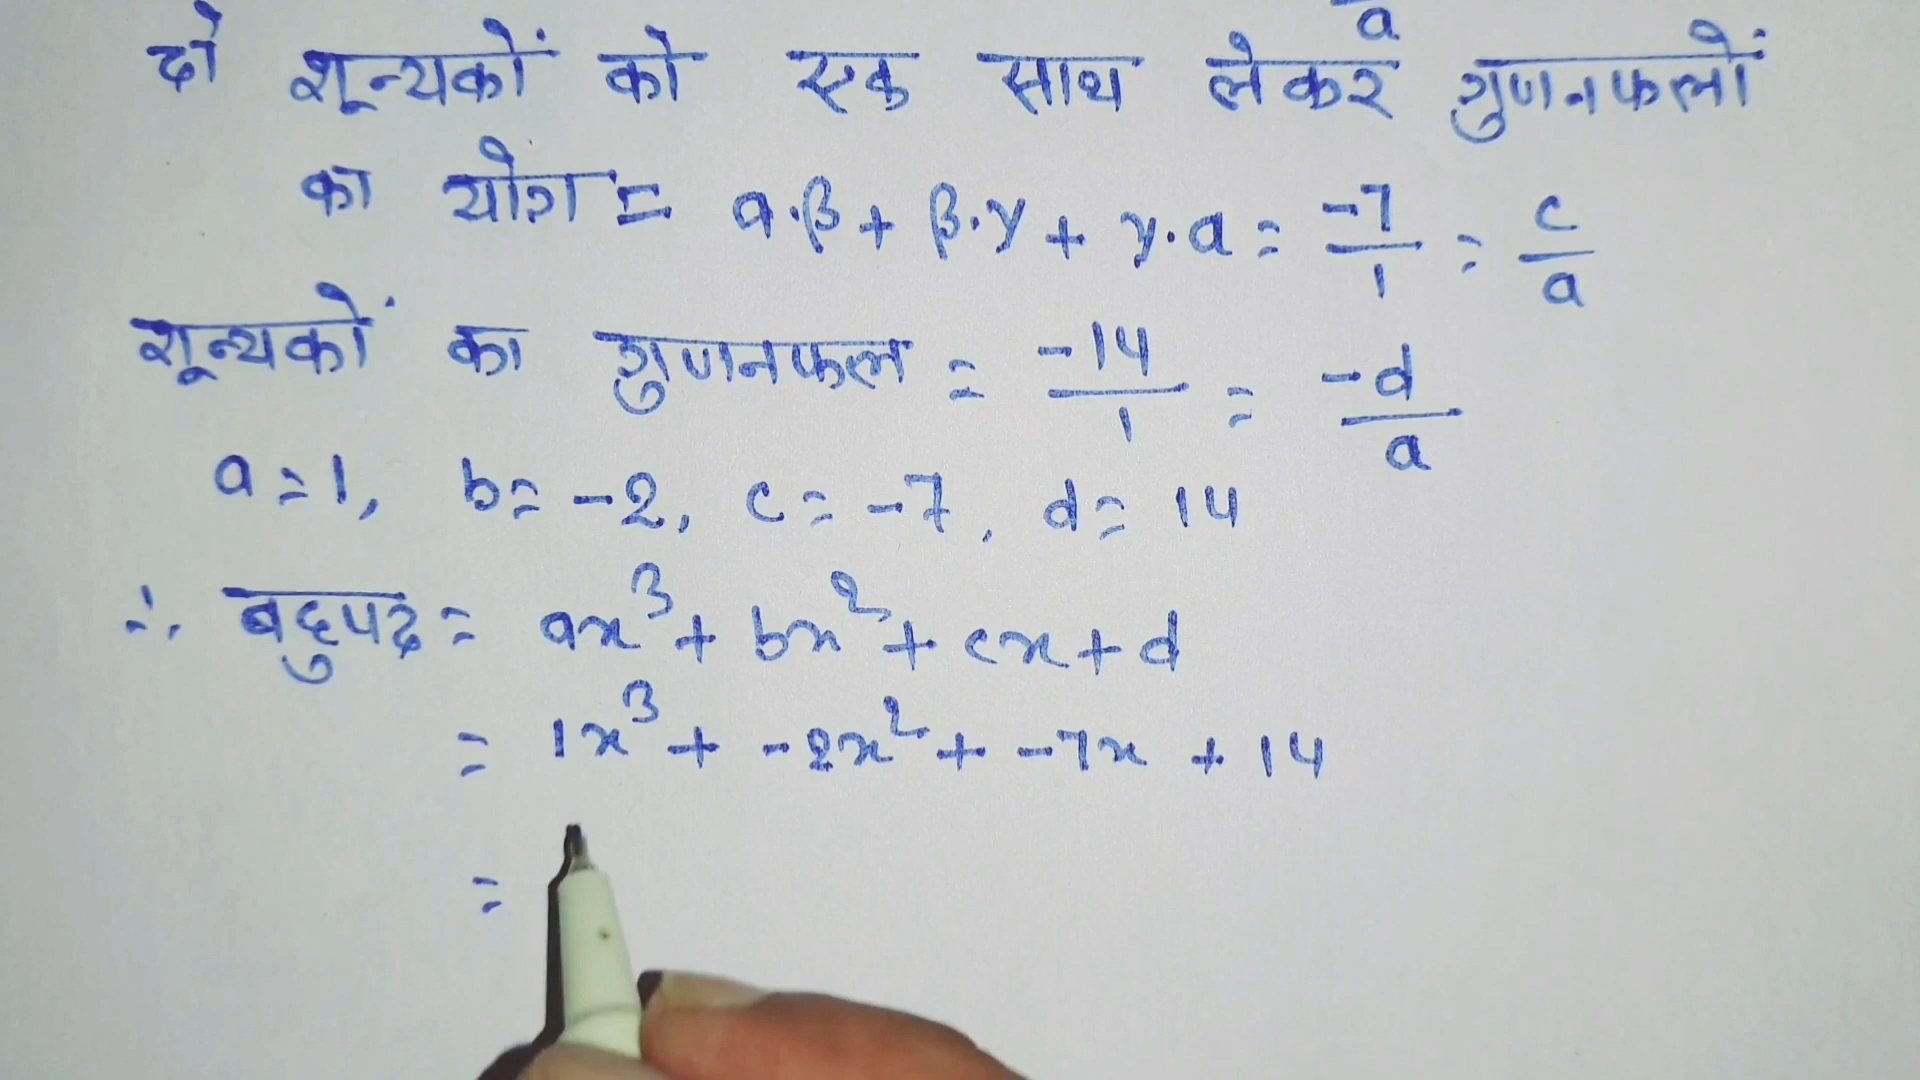 a
दो शून्यकों को एक साथ लेकर गुणनफलों
का योग = α·β + β·γ + γ·α = -7/1 = c/a
शून्यकों का गुणनफल = -14/1 = -d/a
a = 1, b = -2, c = -7, d = 14
∴ बहुपद = ax³ + bx² + cx + d
= 1x³ + -2x² + -7x + 14
=